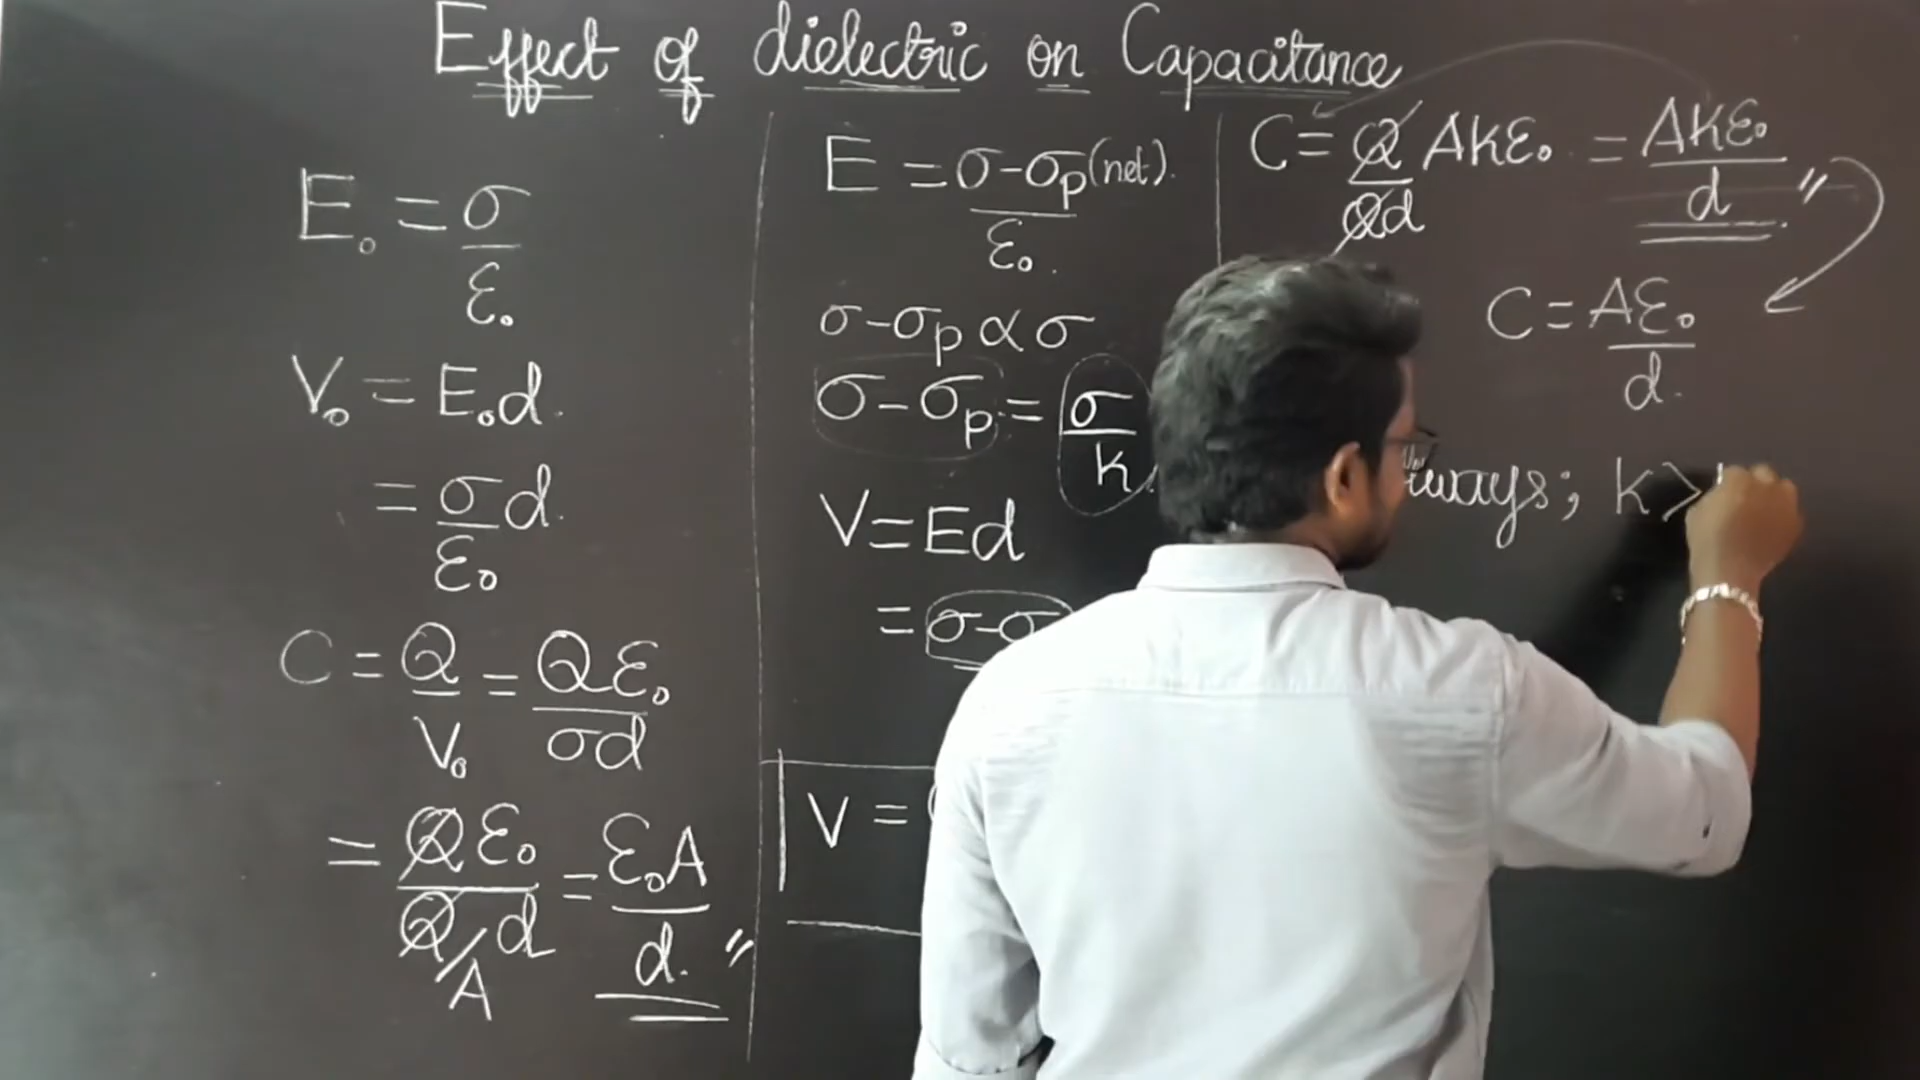 Effect of dielectric on Capacitance
E₀ = σ/ε₀
V₀ = E₀d.
= σ/ε₀ d.
C = Q/V₀ = Qε₀/σd
= Qε₀/(Q/A d) = ε₀A/d. 〃
E = σ-σp (net)./ε₀.
σ-σp ∝ σ
σ-σp = σ/k.
V = Ed
= σ-σ
V =
C = Q/Qd AKε₀. = AKε₀/d 〃
C = Aε₀/d.
ways; K >